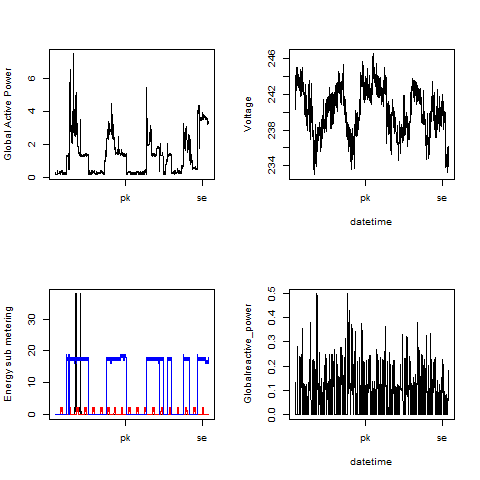 Global Active Power
0 2 4 6
pk se
Voltage
234 238 242 246
pk se
datetime
Energy sub metering
0 10 20 30
pk se
Globalreactive_power
0.0 0.1 0.2 0.3 0.4 0.5
pk se
datetime